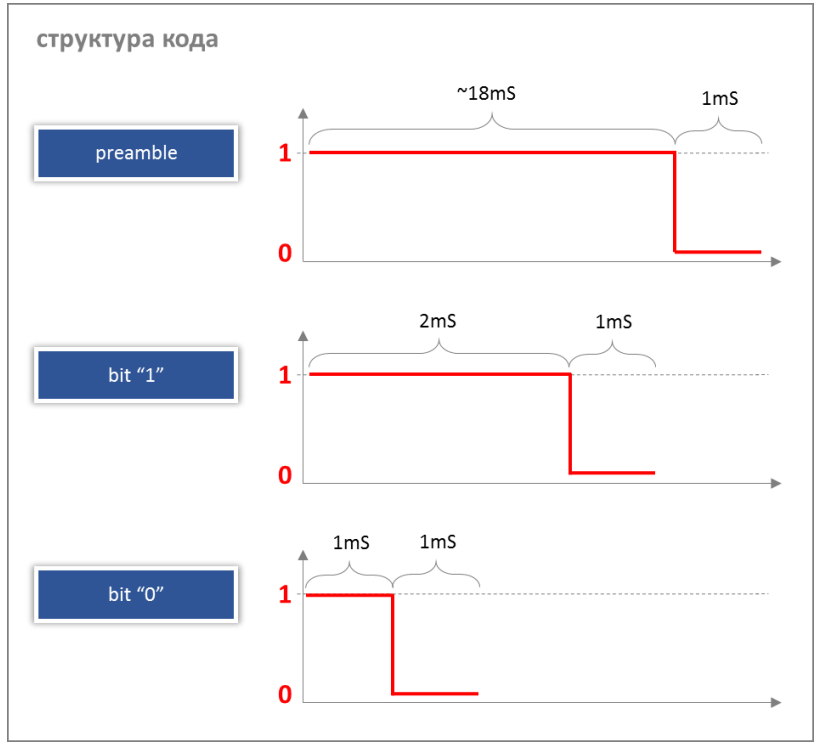 структура кода
preamble
~18mS
1mS
1
0
bit “1”
2mS
1mS
1
0
bit “0”
1mS
1mS
1
0